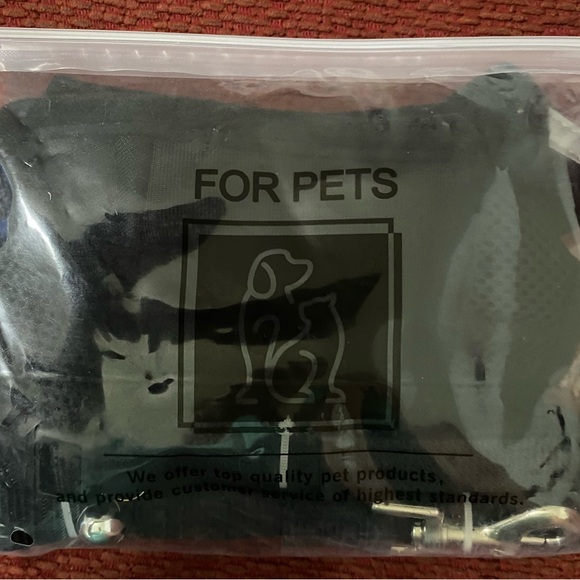 FOR PETS
We offer top quality pet products,
and provide customer service of highest standards.